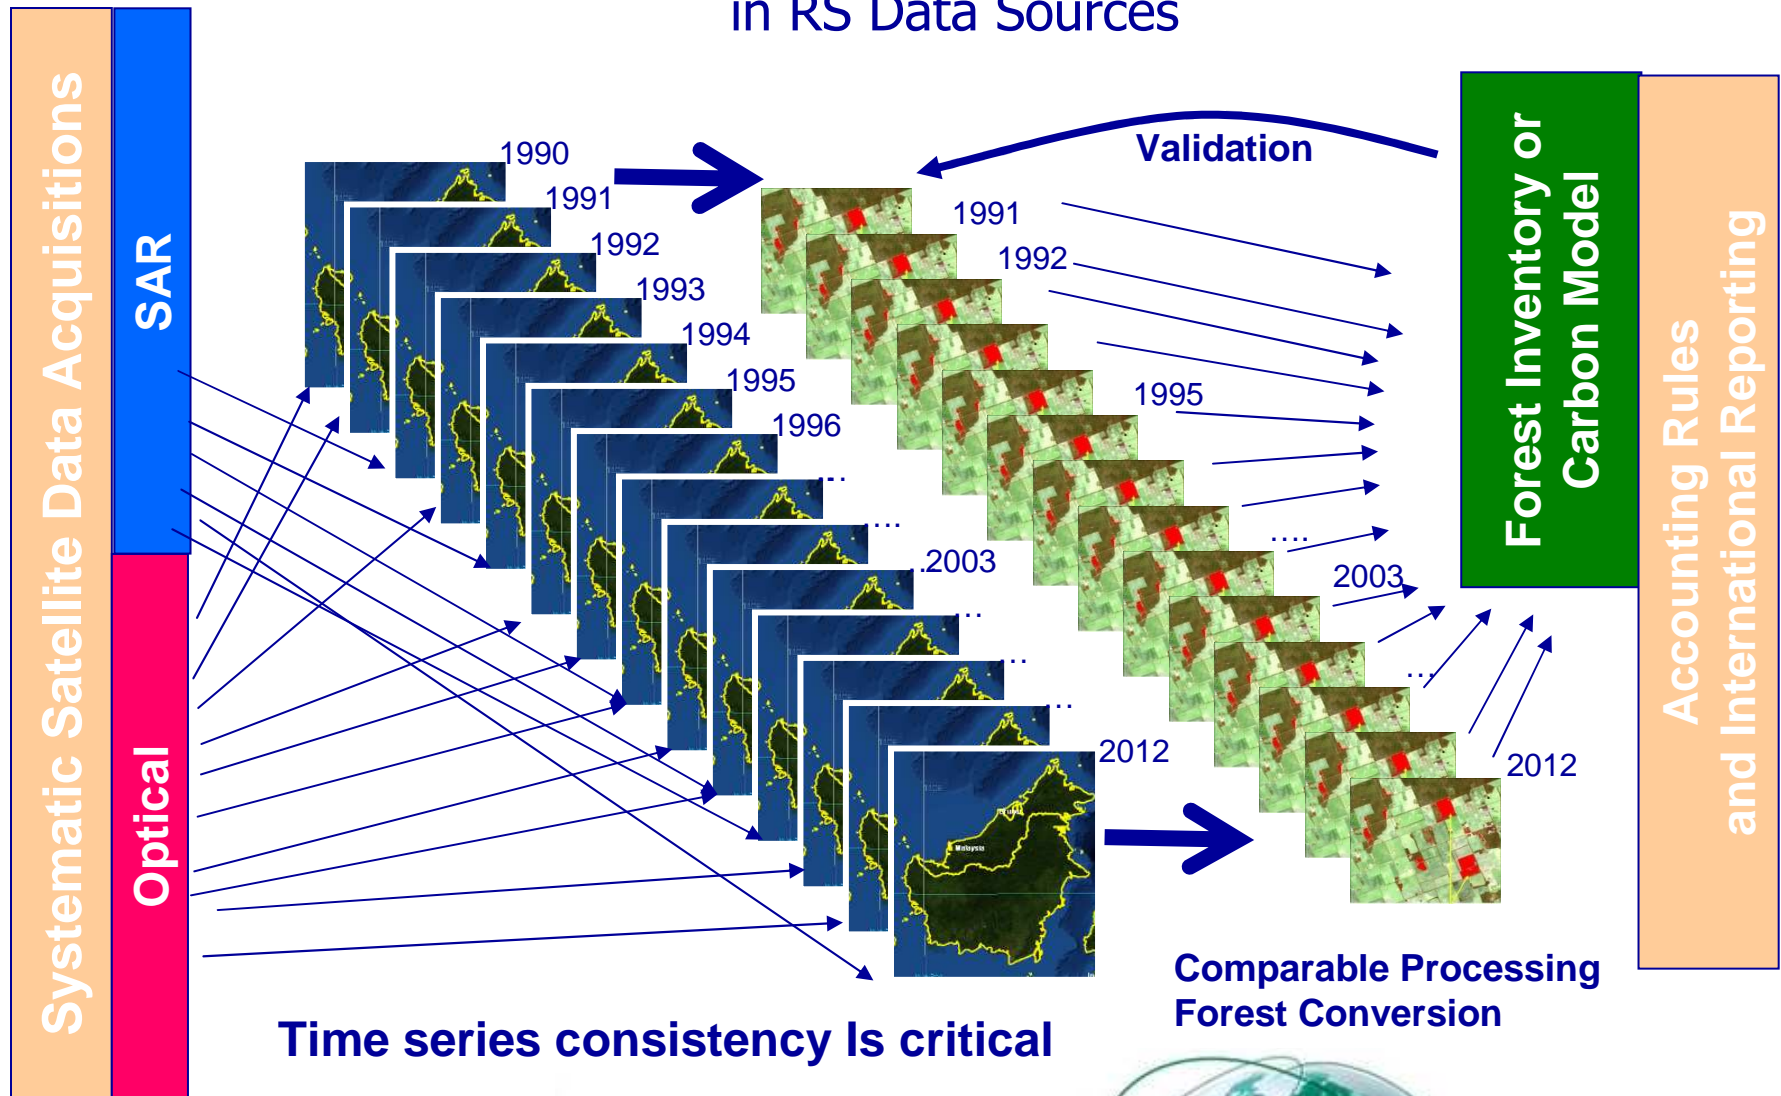 in RS Data Sources
Systematic Satellite Data Acquisitions
SAR
Optical
1990
1991
1992
1993
1994
1995
1996
....
....
..2003
...
...
...
2012
Validation
1991
1992
1995
....
2003
...
2012
Malaysia
Forest Inventory or
Carbon Model
Accounting Rules
and International Reporting
Comparable Processing
Forest Conversion
Time series consistency Is critical